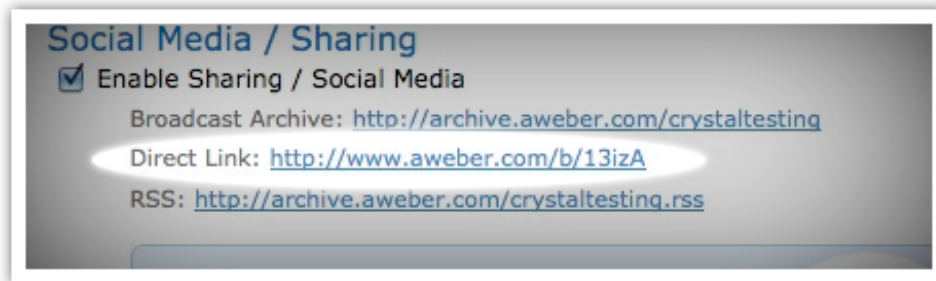 Social Media / Sharing
Enable Sharing / Social Media
Broadcast Archive: http://archive.aweber.com/crystaltesting
Direct Link: http://www.aweber.com/b/13izA
RSS: http://archive.aweber.com/crystaltesting.rss